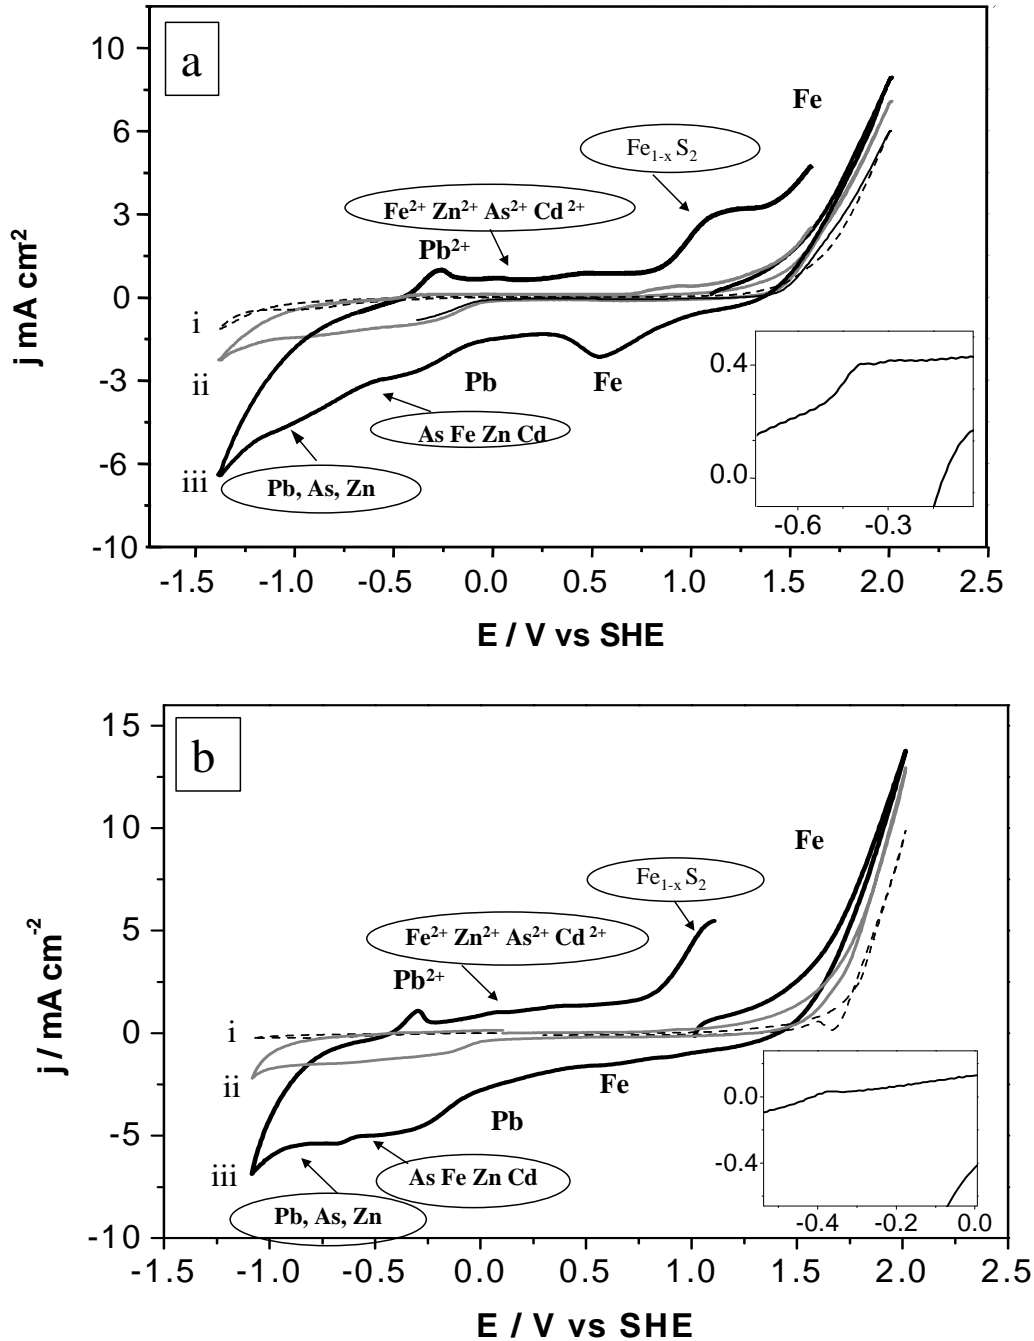 a
10
6
3
0
-3
-6
-10
j mA cm-2
Fe
Fe1-x S2
Fe2+ Zn2+ As2+ Cd 2+
Pb2+
i
ii
iii
Pb
Fe
As Fe Zn Cd
Pb, As, Zn
0.4
0.0
-0.6 -0.3
-1.5 -1.0 -0.5 0.0 0.5 1.0 1.5 2.0 2.5
E / V vs SHE
b
15
10
5
0
-5
-10
j / mA cm-2
Fe
Fe1-x S2
Fe2+ Zn2+ As2+ Cd 2+
Pb2+
i
ii
iii
Fe
Pb
As Fe Zn Cd
Pb, As, Zn
0.0
-0.4
-0.4 -0.2 0.0
-1.5 -1.0 -0.5 0.0 0.5 1.0 1.5 2.0 2.5
E / V vs SHE